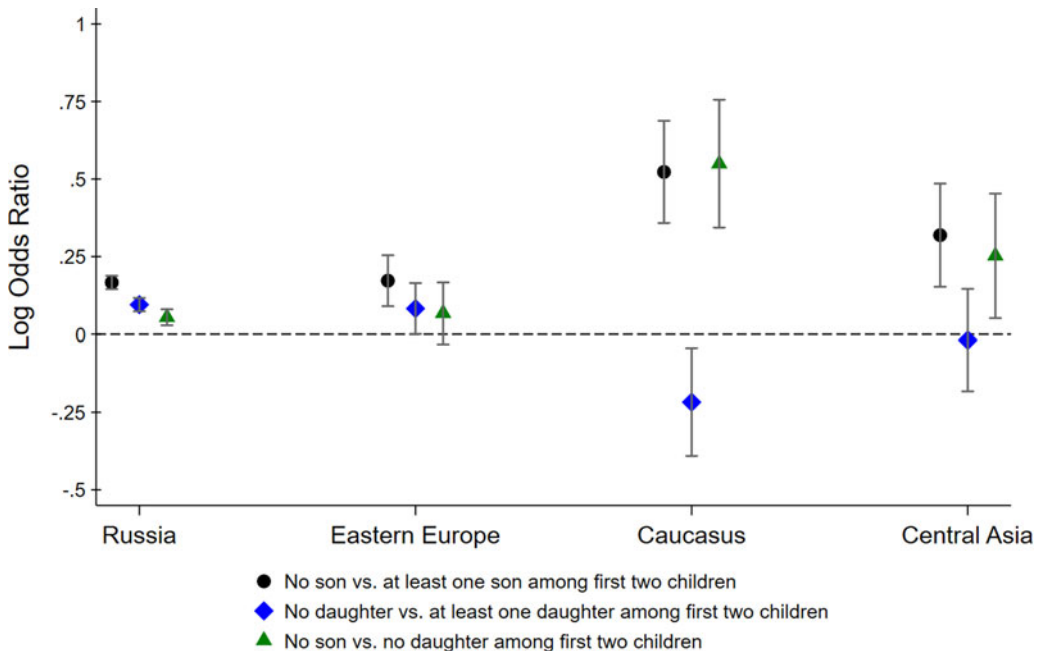 1
.75
.5
.25
0
-.25
-.5
Log Odds Ratio
Russia
Eastern Europe
Caucasus
Central Asia
No son vs. at least one son among first two children
No daughter vs. at least one daughter among first two children
No son vs. no daughter among first two children